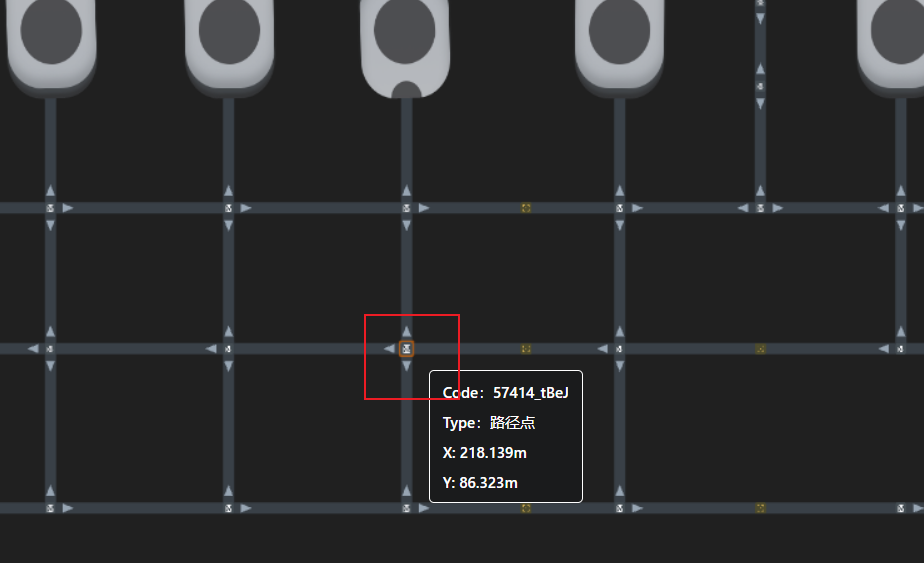 Code：57414_tBeJ
Type：路径点
X: 218.139m
Y: 86.323m